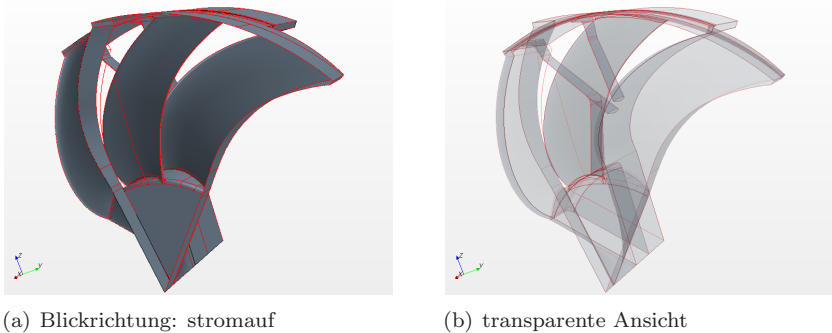 z
y
x
z
y
x
(a) Blickrichtung: stromauf
(b) transparente Ansicht